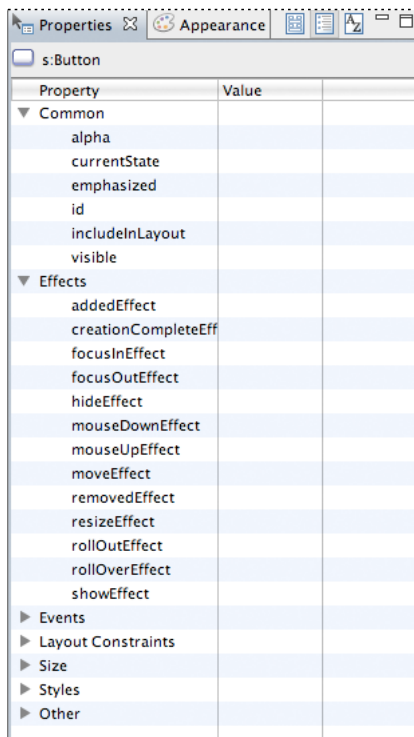 Properties Appearance
s:Button
Property Value
Common
alpha
currentState
emphasized
id
includeInLayout
visible
Effects
addedEffect
creationCompleteEff
focusInEffect
focusOutEffect
hideEffect
mouseDownEffect
mouseUpEffect
moveEffect
removedEffect
resizeEffect
rollOutEffect
rollOverEffect
showEffect
Events
Layout Constraints
Size
Styles
Other